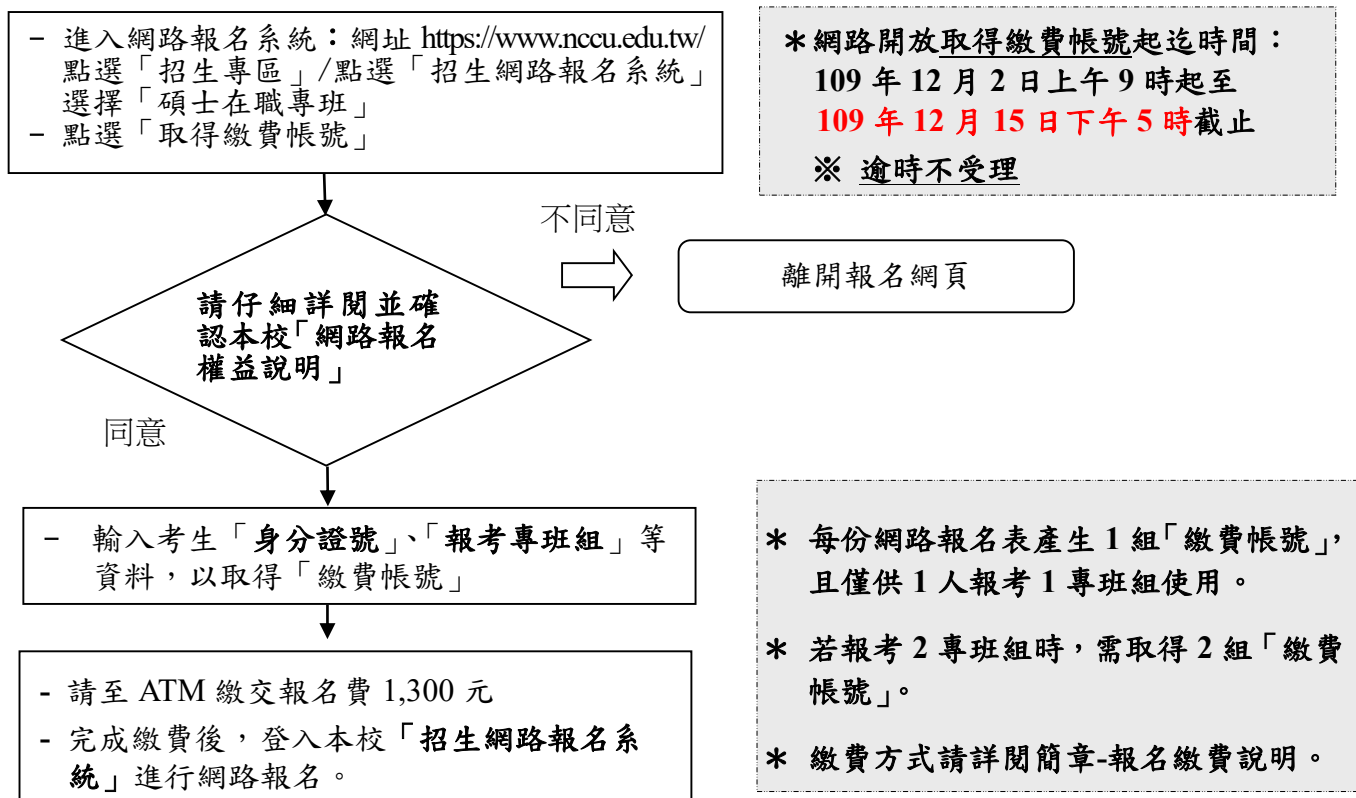 - 進入網路報名系統：網址 https://www.nccu.edu.tw/
點選「招生專區」/點選「招生網路報名系統」
選擇「碩士在職專班」
- 點選「取得繳費帳號」
＊網路開放取得繳費帳號起迄時間：
109 年 12 月 2 日上午 9 時起至
109 年 12 月 15 日下午 5 時截止
※ 逾時不受理
不同意
離開報名網頁
請仔細詳閱並確
認本校「網路報名
權益說明」
同意
- 輸入考生「身分證號」、「報考專班組」等
資料，以取得「繳費帳號」
＊ 每份網路報名表產生 1 組「繳費帳號」，
且僅供 1 人報考 1 專班組使用。
＊ 若報考 2 專班組時，需取得 2 組「繳費
帳號」。
＊ 繳費方式請詳閱簡章-報名繳費說明。
- 請至 ATM 繳交報名費 1,300 元
- 完成繳費後，登入本校「招生網路報名系
統」進行網路報名。